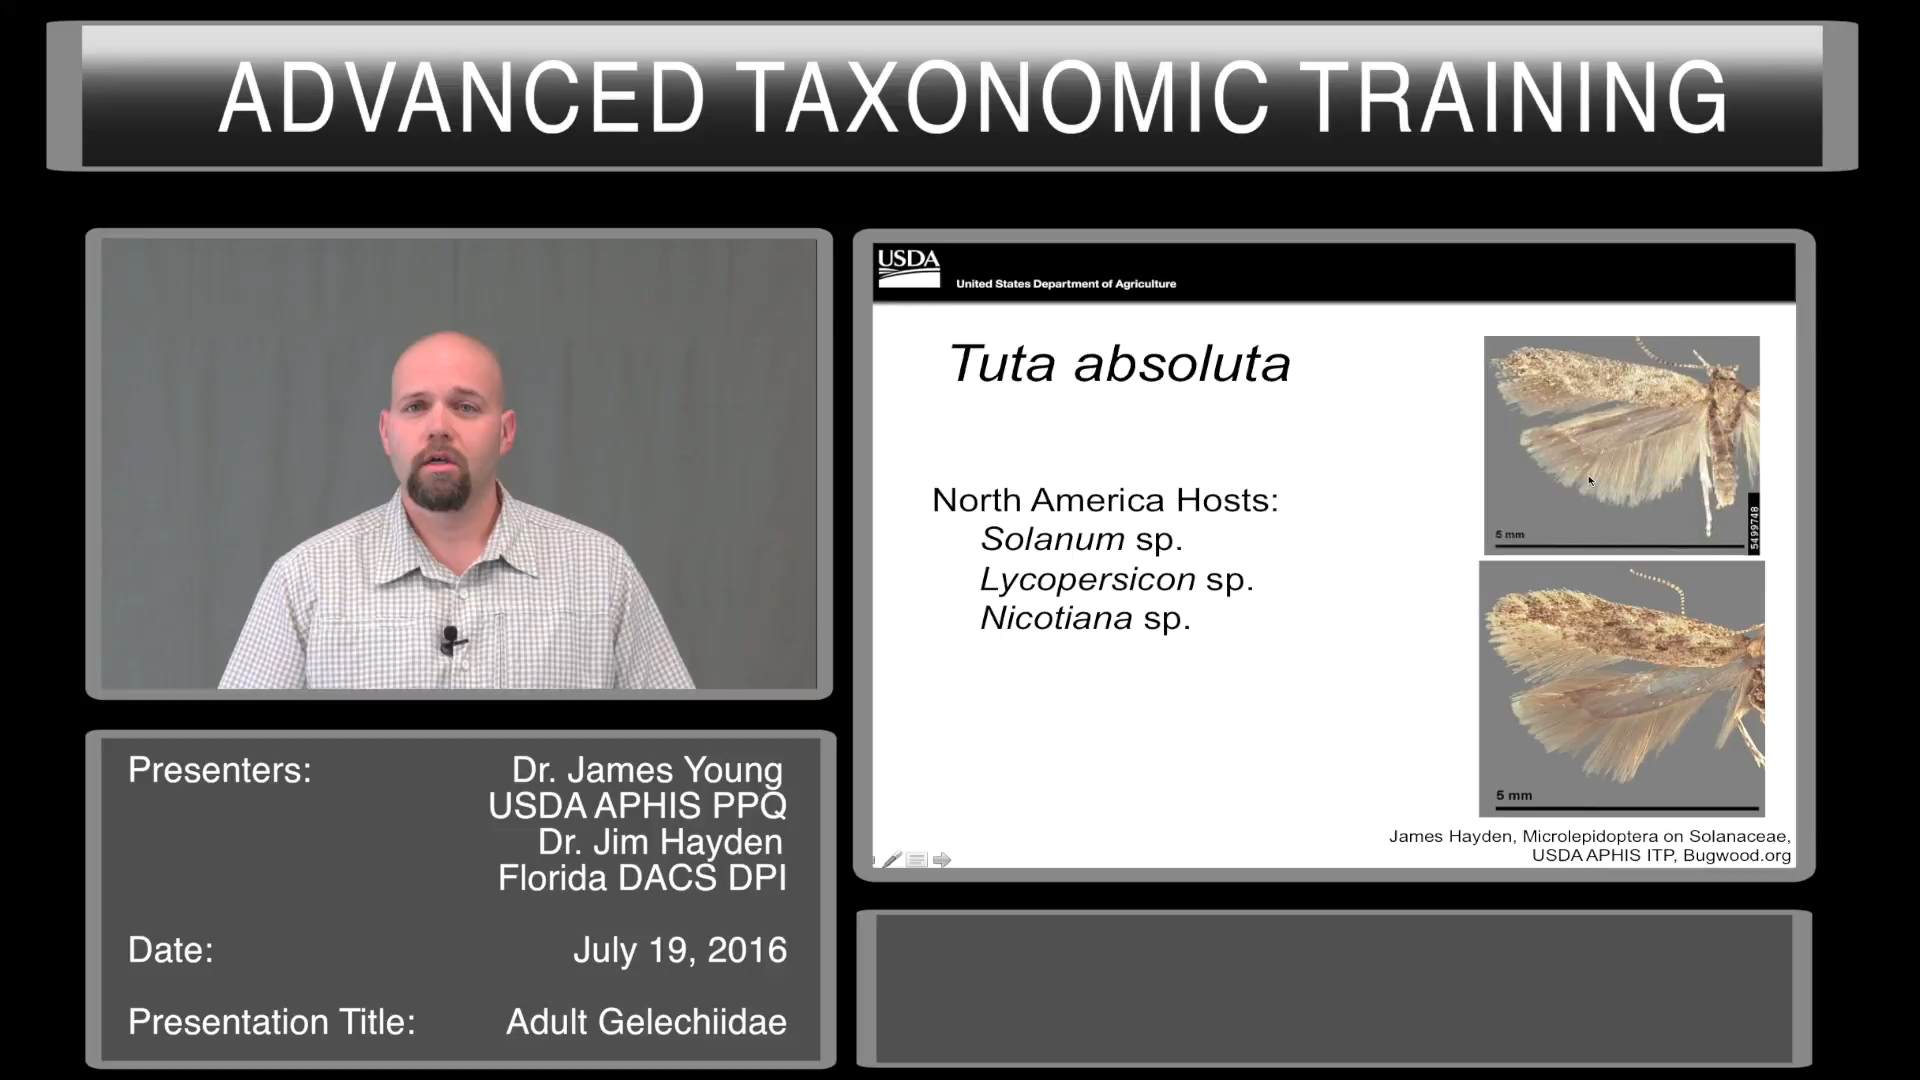 ADVANCED TAXONOMIC TRAINING
USDA
United States Department of Agriculture
Tuta absoluta
North America Hosts:
Solanum sp.
Lycopersicon sp.
Nicotiana sp.
5 mm
5499748
5 mm
James Hayden, Microlepidoptera on Solanaceae,
USDA APHIS ITP, Bugwood.org
Presenters: Dr. James Young
USDA APHIS PPQ
Dr. Jim Hayden
Florida DACS DPI
Date: July 19, 2016
Presentation Title: Adult Gelechiidae